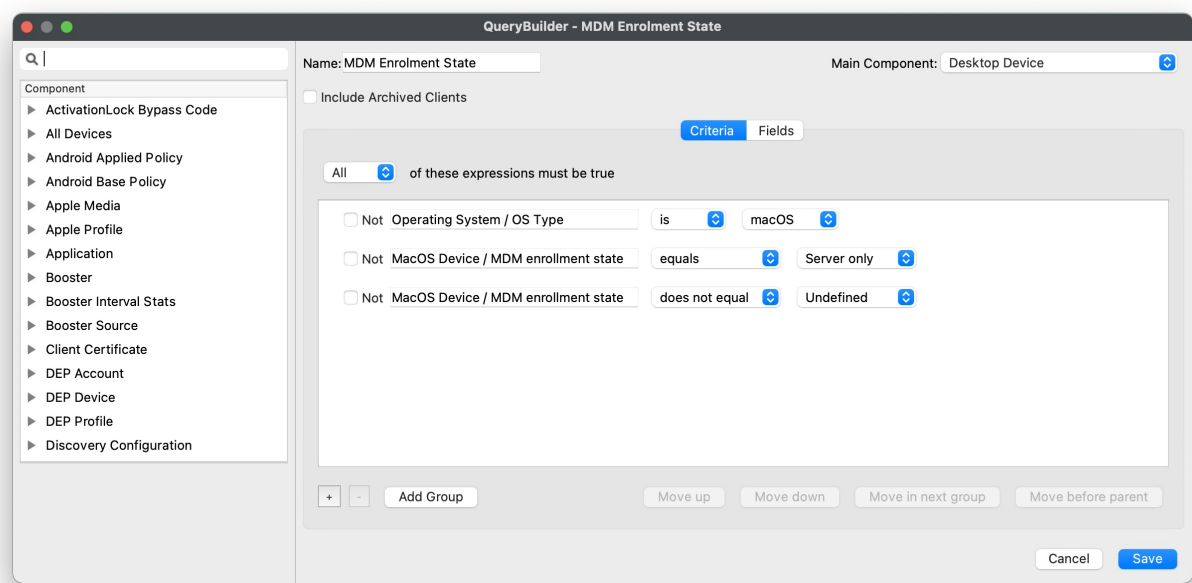 QueryBuilder - MDM Enrolment State
Name: MDM Enrolment State
Main Component: Desktop Device
Include Archived Clients
Component
ActivationLock Bypass Code
All Devices
Android Applied Policy
Android Base Policy
Apple Media
Apple Profile
Application
Booster
Booster Interval Stats
Booster Source
Client Certificate
DEP Account
DEP Device
DEP Profile
Discovery Configuration
Criteria Fields
All of these expressions must be true
Not Operating System / OS Type is macOS
Not MacOS Device / MDM enrollment state equals Server only
Not MacOS Device / MDM enrollment state does not equal Undefined
+ - Add Group Move up Move down Move in next group Move before parent
Cancel Save